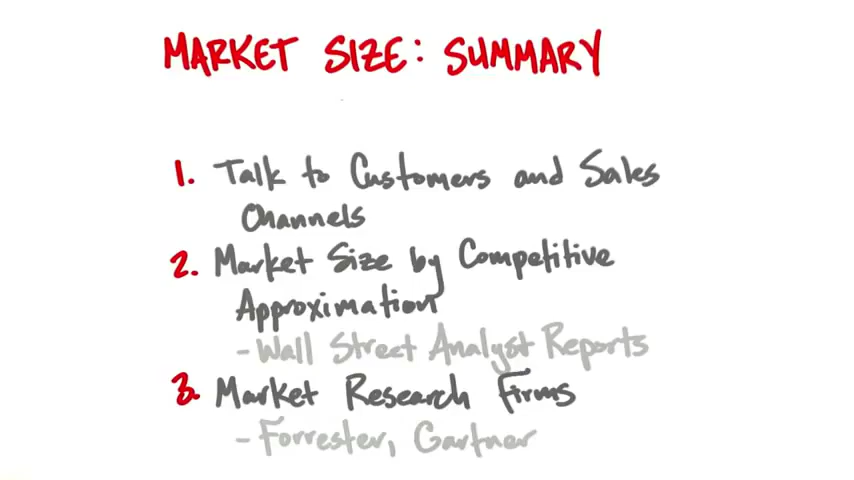 MARKET SIZE: SUMMARY
1. Talk to Customers and Sales
Channels
2. Market Size by Competitive
Approximation
- Wall Street Analyst Reports
3. Market Research Firms
- Forrester, Gartner